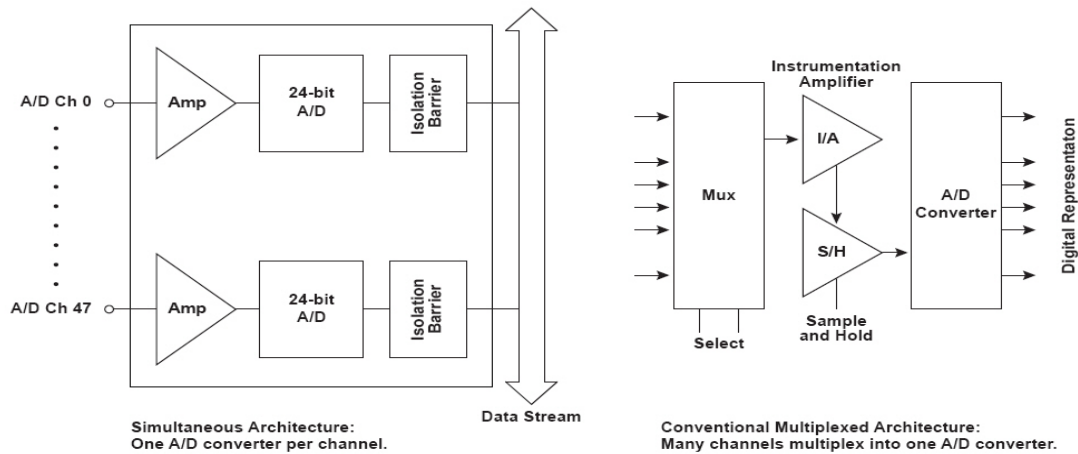 A/D Ch 0
Amp
24-bit
A/D
Isolation
Barrier
A/D Ch 47
Amp
24-bit
A/D
Isolation
Barrier
Data Stream
Simultaneous Architecture:
One A/D converter per channel.
Instrumentation
Amplifier
Mux
I/A
S/H
A/D
Converter
Digital Representaton
Select
Sample
and Hold
Conventional Multiplexed Architecture:
Many channels multiplex into one A/D converter.